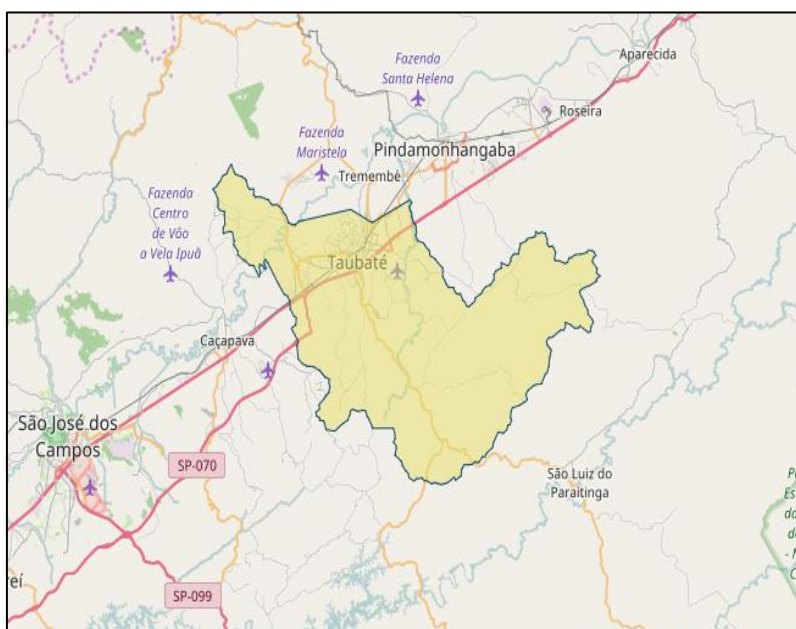 Aparecida
Fazenda
Santa Helena
Roseira
Fazenda
Maristela
Pindamonhangaba
Tremembé
Fazenda
Centro
de Vôo
a Vela Ipuã
Taubaté
Caçapava
São José dos
Campos
SP-070
São Luiz do
Paraitinga
SP-099